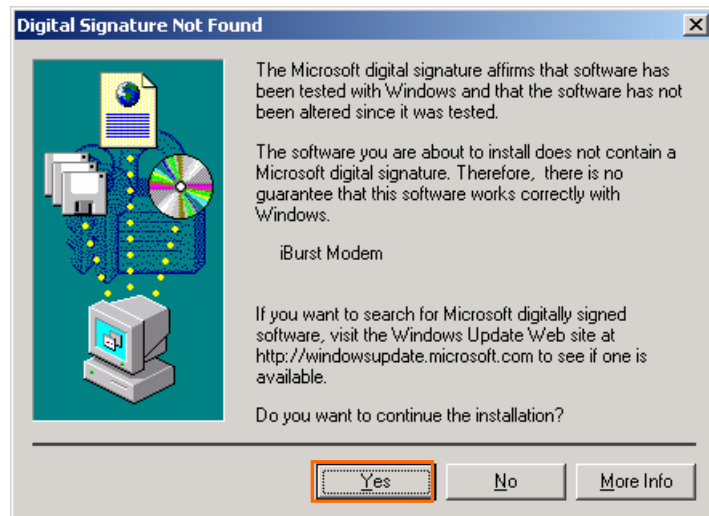 Digital Signature Not Found
The Microsoft digital signature affirms that software has
been tested with Windows and that the software has not
been altered since it was tested.
The software you are about to install does not contain a
Microsoft digital signature. Therefore, there is no
guarantee that this software works correctly with
Windows.
iBurst Modem
If you want to search for Microsoft digitally signed
software, visit the Windows Update Web site at
http://windowsupdate.microsoft.com to see if one is
available.
Do you want to continue the installation?
Yes No More Info